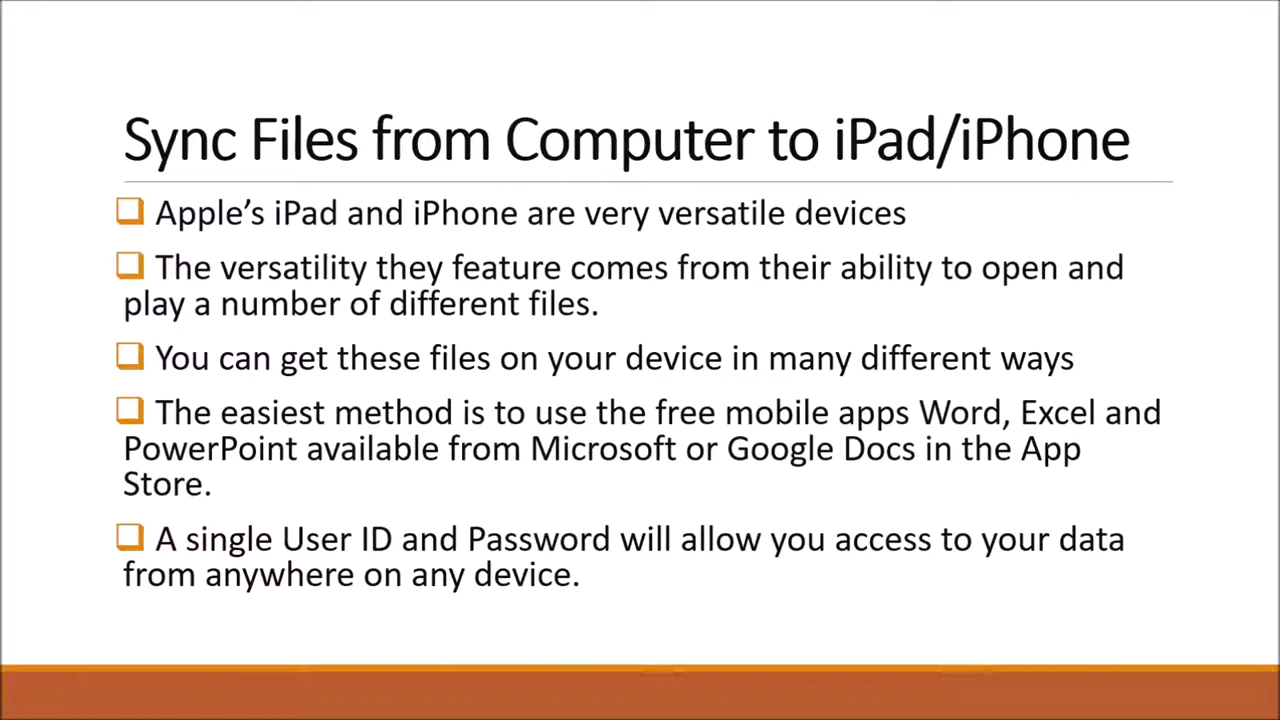 Sync Files from Computer to iPad/iPhone
Apple’s iPad and iPhone are very versatile devices
The versatility they feature comes from their ability to open and
play a number of different files.
You can get these files on your device in many different ways
The easiest method is to use the free mobile apps Word, Excel and
PowerPoint available from Microsoft or Google Docs in the App
Store.
A single User ID and Password will allow you access to your data
from anywhere on any device.